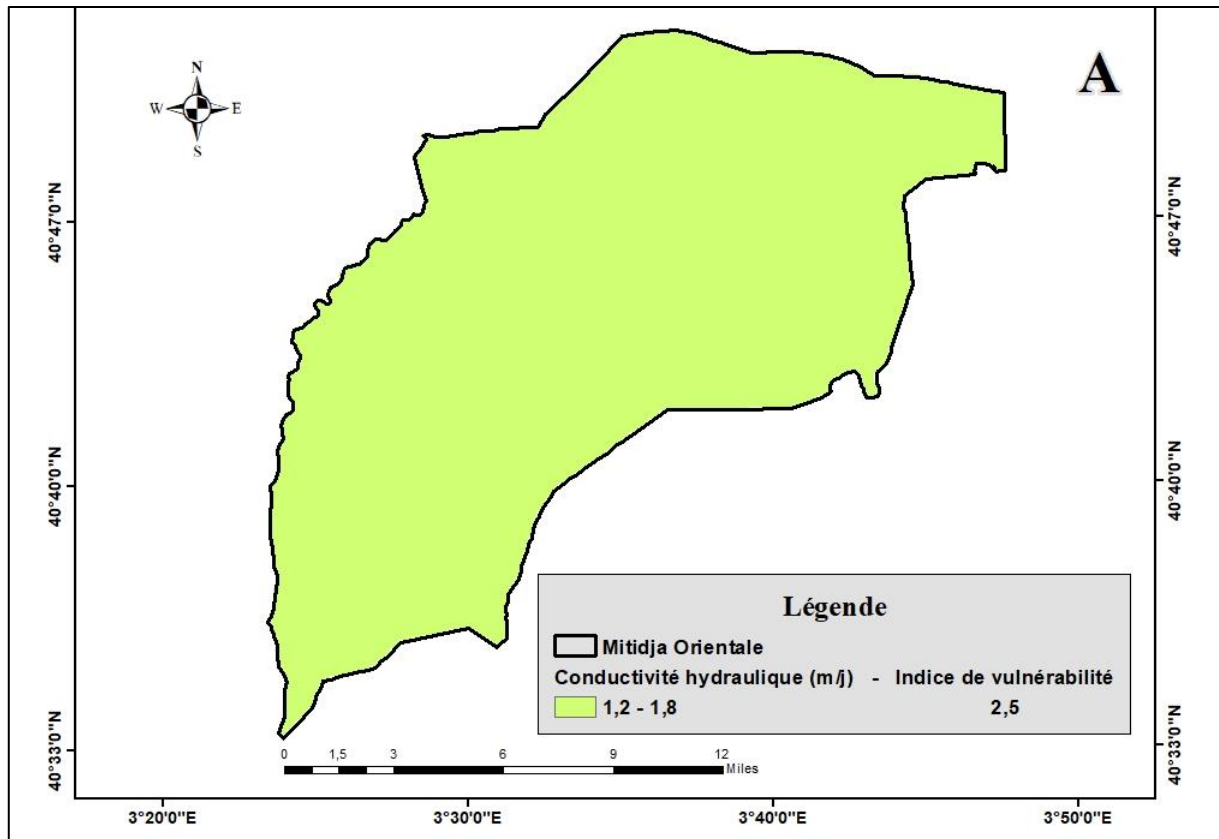 A
N
W E
S
40°47'0"N
40°47'0"N
40°40'0"N
40°40'0"N
40°33'0"N
40°33'0"N
Légende
Mitidja Orientale
Conductivité hydraulique (m/j) - Indice de vulnérabilité
1,2 - 1,8 2,5
0 1,5 3 6 9 12
Miles
3°20'0"E 3°30'0"E 3°40'0"E 3°50'0"E